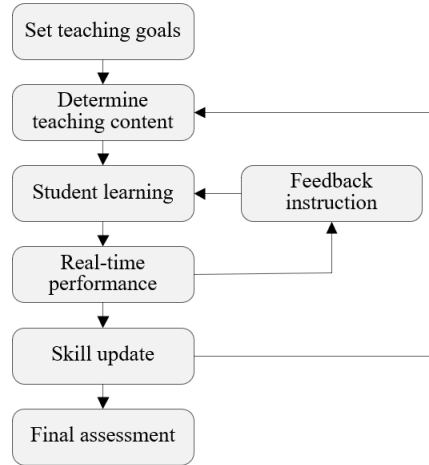 Set teaching goals
Determine
teaching content
Student learning
Feedback
instruction
Real-time
performance
Skill update
Final assessment